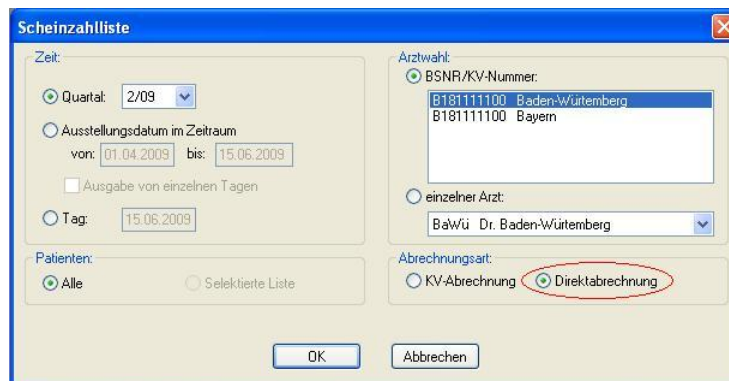 Scheinzahlliste
Zeit:
Quartal: 2/09
Ausstellungsdatum im Zeitraum
von: 01.04.2009 bis: 15.06.2009
Ausgabe von einzelnen Tagen
Tag: 15.06.2009
Arztwahl:
BSNR/KV-Nummer:
B181111100 Baden-Würtemberg
B181111100 Bayern
einzelner Arzt:
BaWü Dr. Baden-Würtemberg
Patienten:
Alle Selektierte Liste
Abrechnungsart:
KV-Abrechnung Direktabrechnung
OK Abbrechen